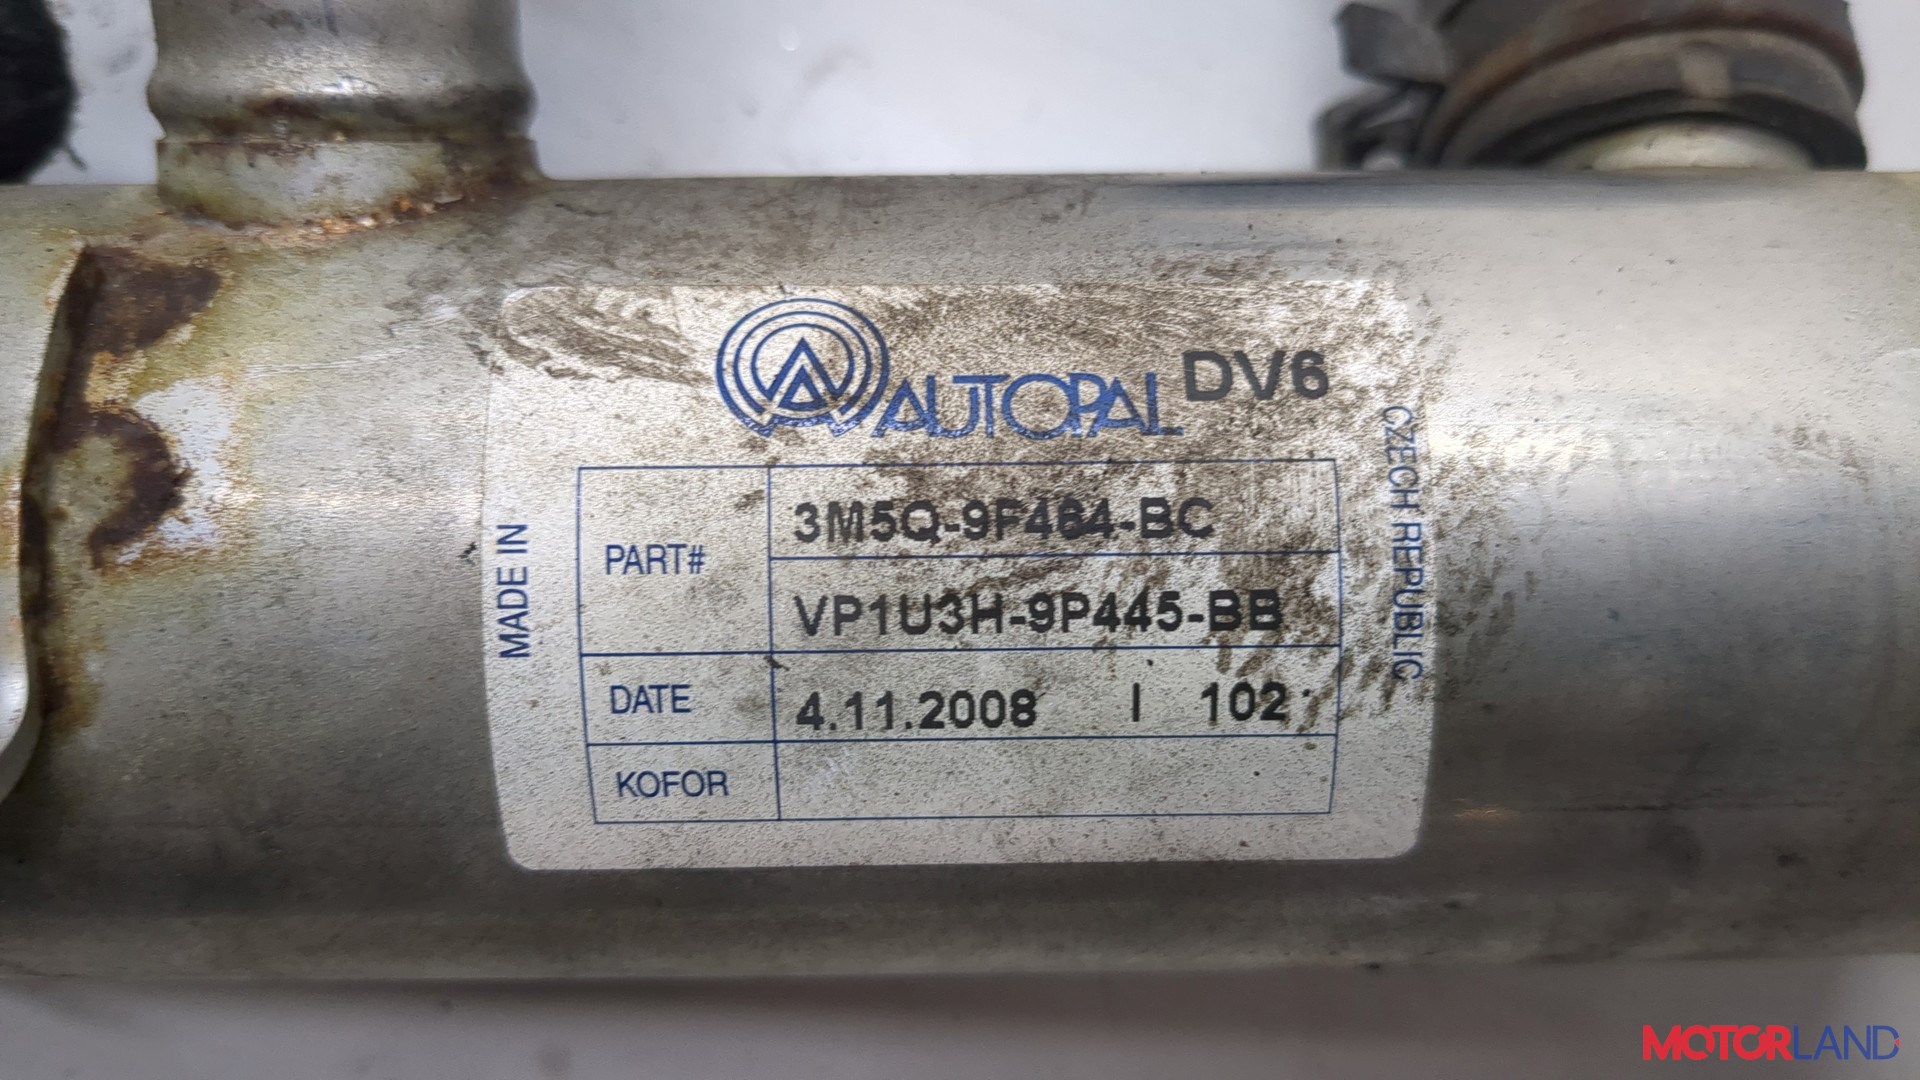 AUTOPAL DV6
MADE IN
PART#
3M5Q-9F464-BC
VP1U3H-9P445-BB
DATE
4.11.2008 I 102
KOFOR
CZECH REPUBLIC
MOTORLAND